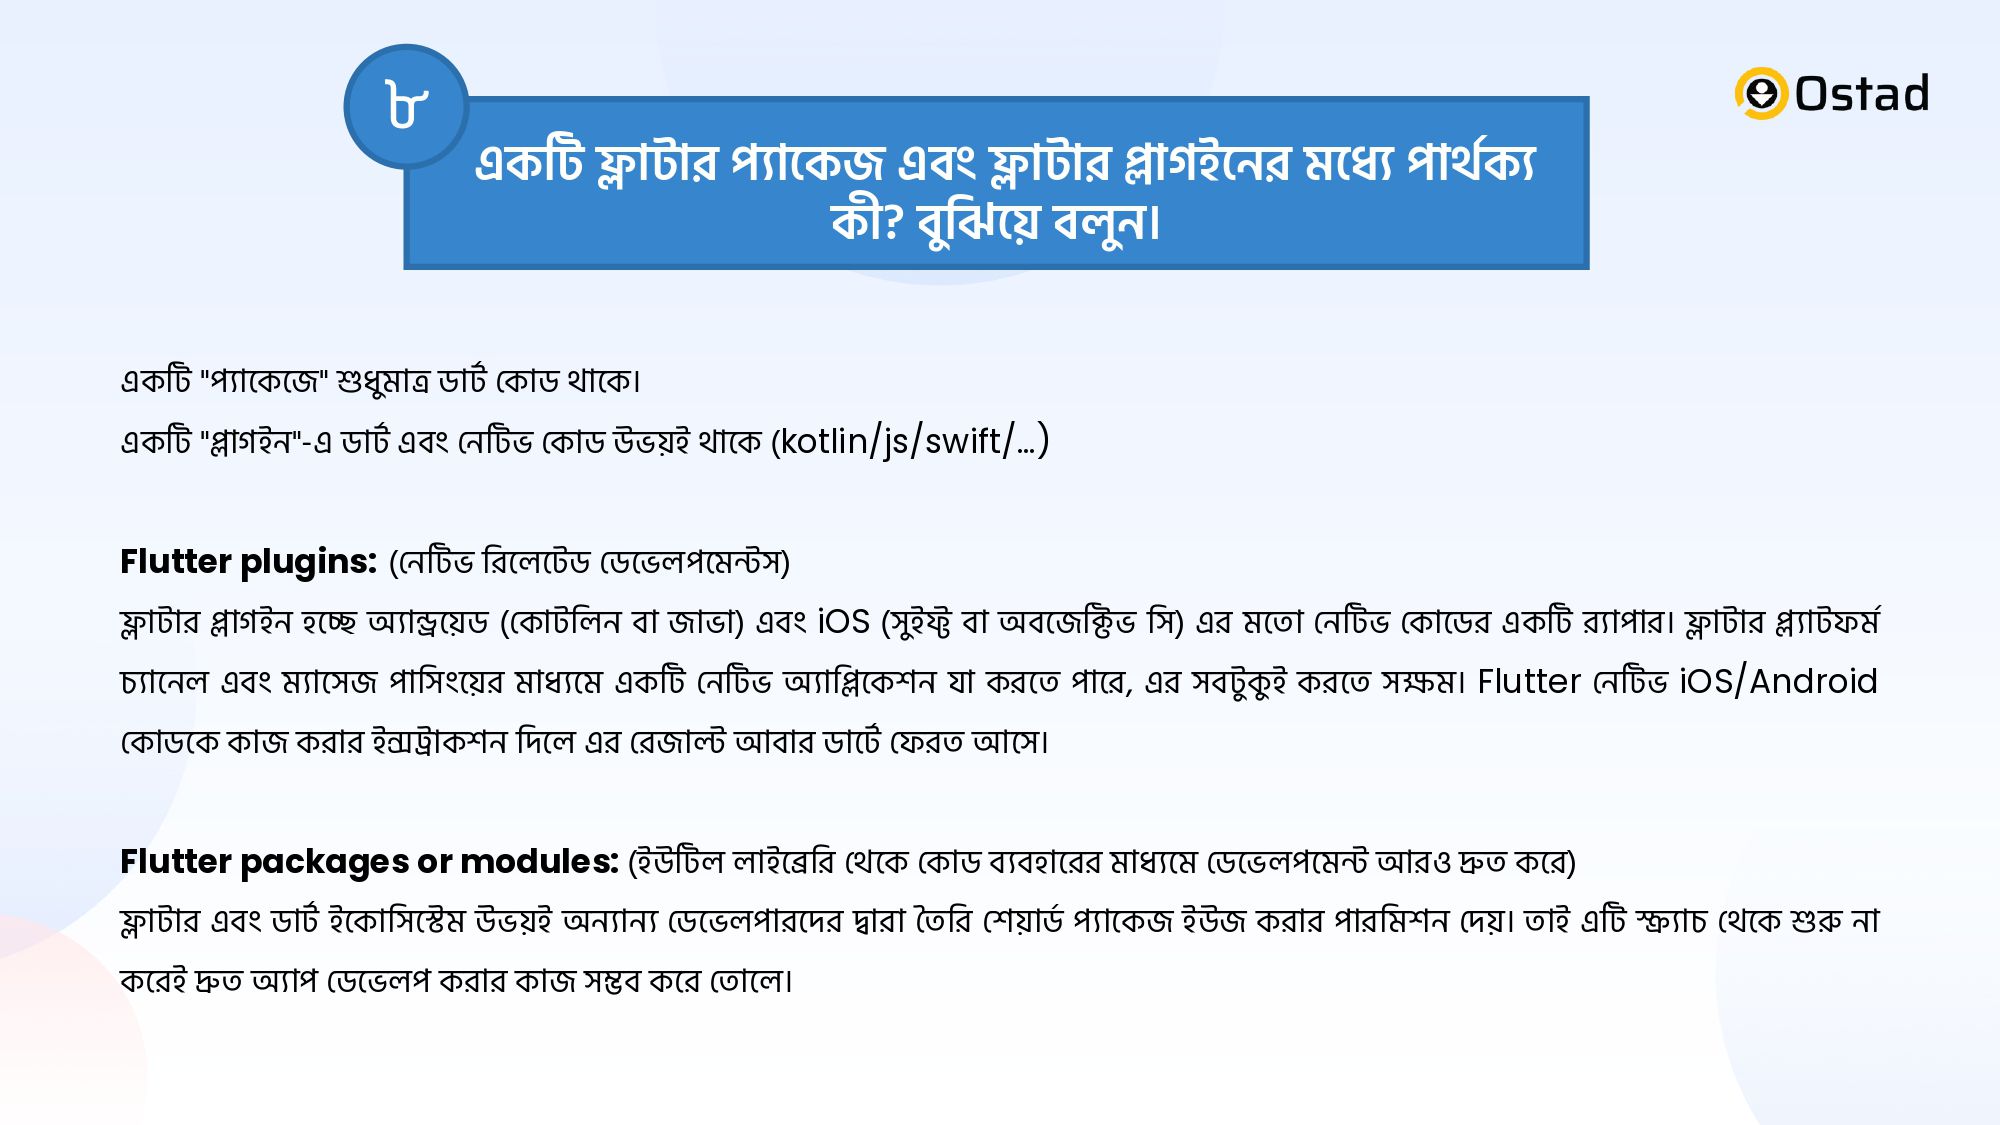 ৮
Ostad
একটি ফ্লাটার প্যাকেজ এবং ফ্লাটার প্লাগইনের মধ্যে পার্থক্য
কী? বুঝিয়ে বলুন।
একটি "প্যাকেজে" শুধুমাত্র ডার্ট কোড থাকে।
একটি "প্লাগইন"-এ ডার্ট এবং নেটিভ কোড উভয়ই থাকে (kotlin/js/swift/...)
Flutter plugins: (নেটিভ রিলেটেড ডেভেলপমেন্টস)
ফ্লাটার প্লাগইন হচ্ছে অ্যান্ড্রয়েড (কোটলিন বা জাভা) এবং iOS (সুইফ্ট বা অবজেক্টিভ সি) এর মতো নেটিভ কোডের একটি র‍্যাপার। ফ্লাটার প্ল্যাটফর্ম
চ্যানেল এবং ম্যাসেজ পাসিংয়ের মাধ্যমে একটি নেটিভ অ্যাপ্লিকেশন যা করতে পারে, এর সবটুকুই করতে সক্ষম। Flutter নেটিভ iOS/Android
কোডকে কাজ করার ইন্সট্রাকশন দিলে এর রেজাল্ট আবার ডার্টে ফেরত আসে।
Flutter packages or modules: (ইউটিল লাইব্রেরি থেকে কোড ব্যবহারের মাধ্যমে ডেভেলপমেন্ট আরও দ্রুত করে)
ফ্লাটার এবং ডার্ট ইকোসিস্টেম উভয়ই অন্যান্য ডেভেলপারদের দ্বারা তৈরি শেয়ার্ড প্যাকেজ ইউজ করার পারমিশন দেয়। তাই এটি স্ক্র্যাচ থেকে শুরু না
করেই দ্রুত অ্যাপ ডেভেলপ করার কাজ সম্ভব করে তোলে।